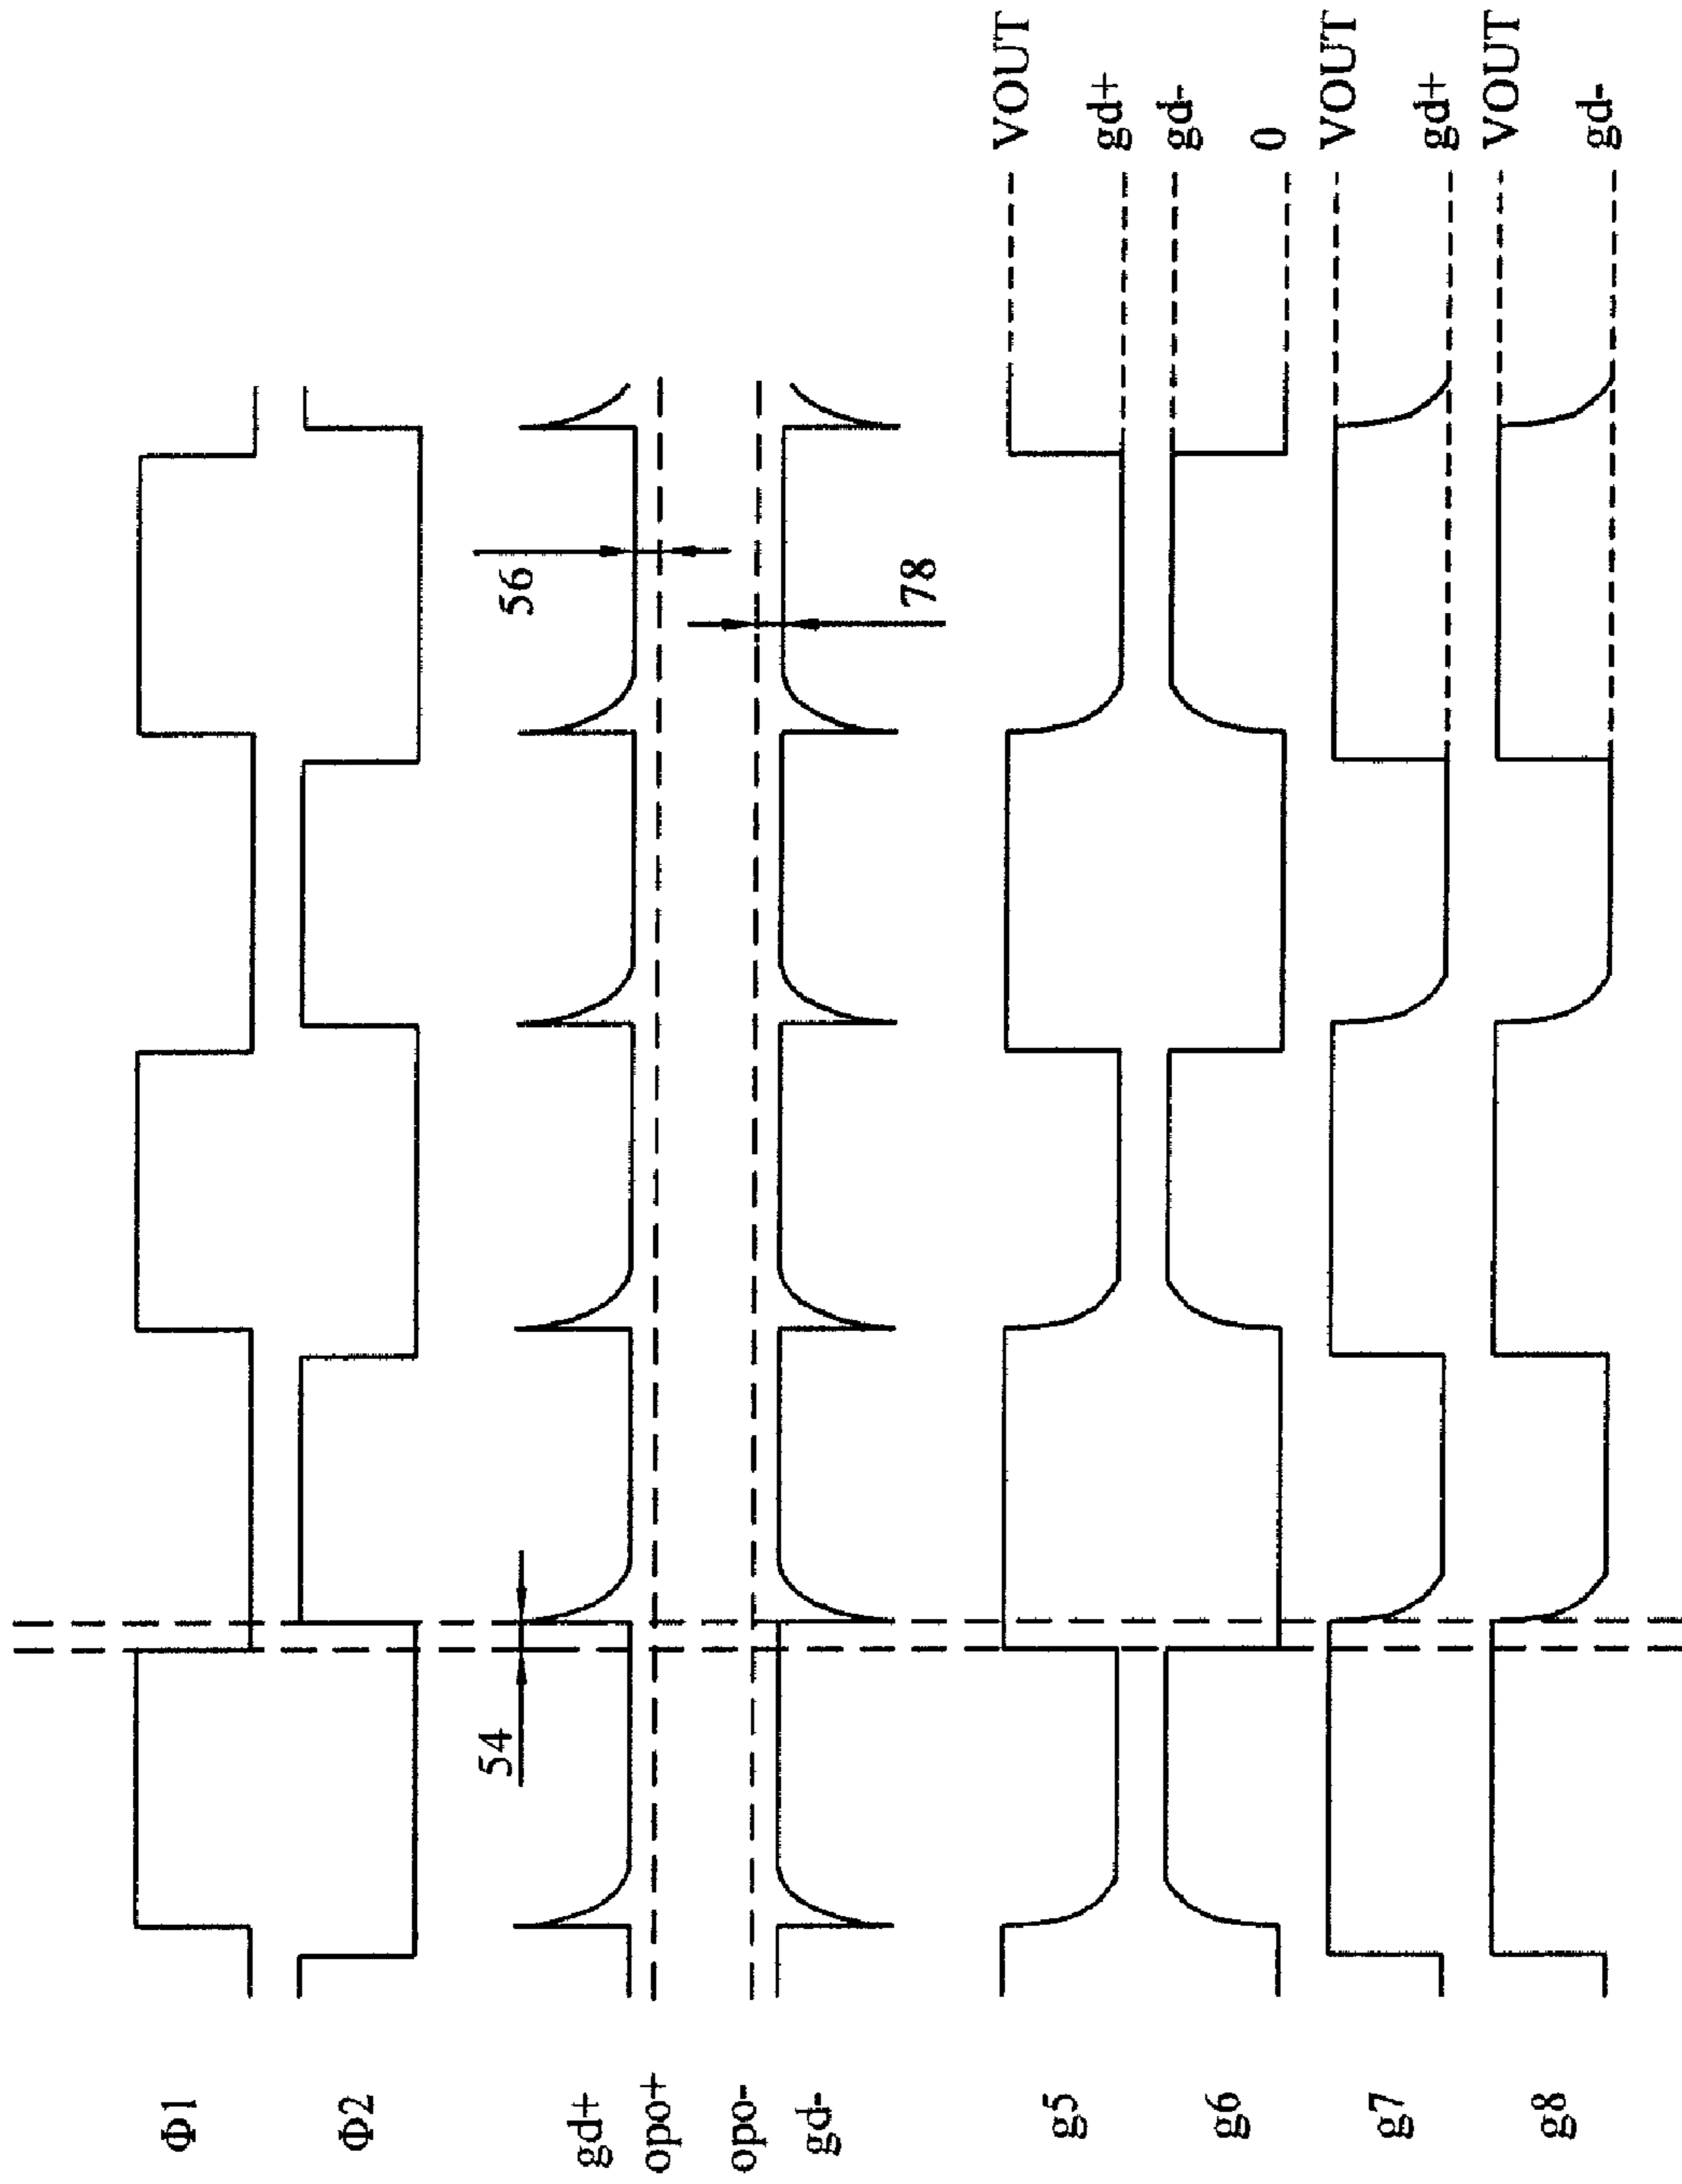 Φ1
Φ2
gd+
opo+
opo-
gd-
g5
g6
g7
g8
54
56
78
VOUT
gd+
gd-
0
VOUT
gd+
VOUT
gd-